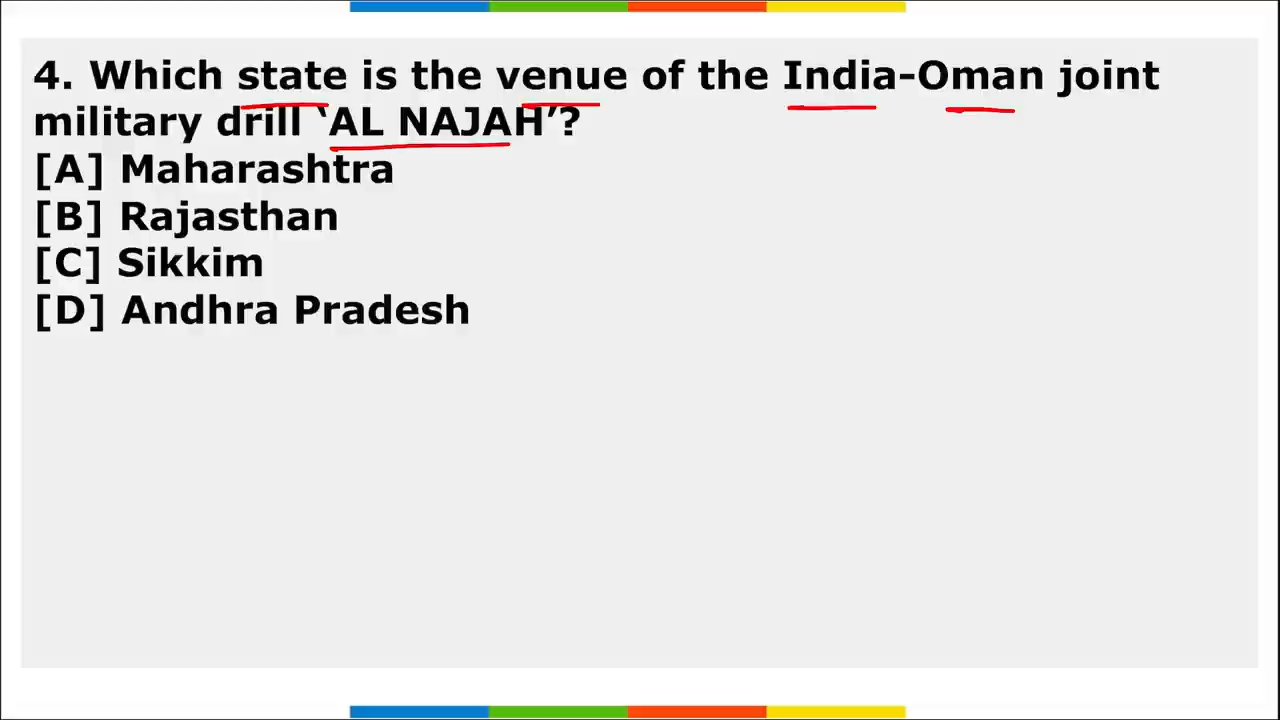 4. Which state is the venue of the India-Oman joint
military drill ‘AL NAJAH’?
[A] Maharashtra
[B] Rajasthan
[C] Sikkim
[D] Andhra Pradesh